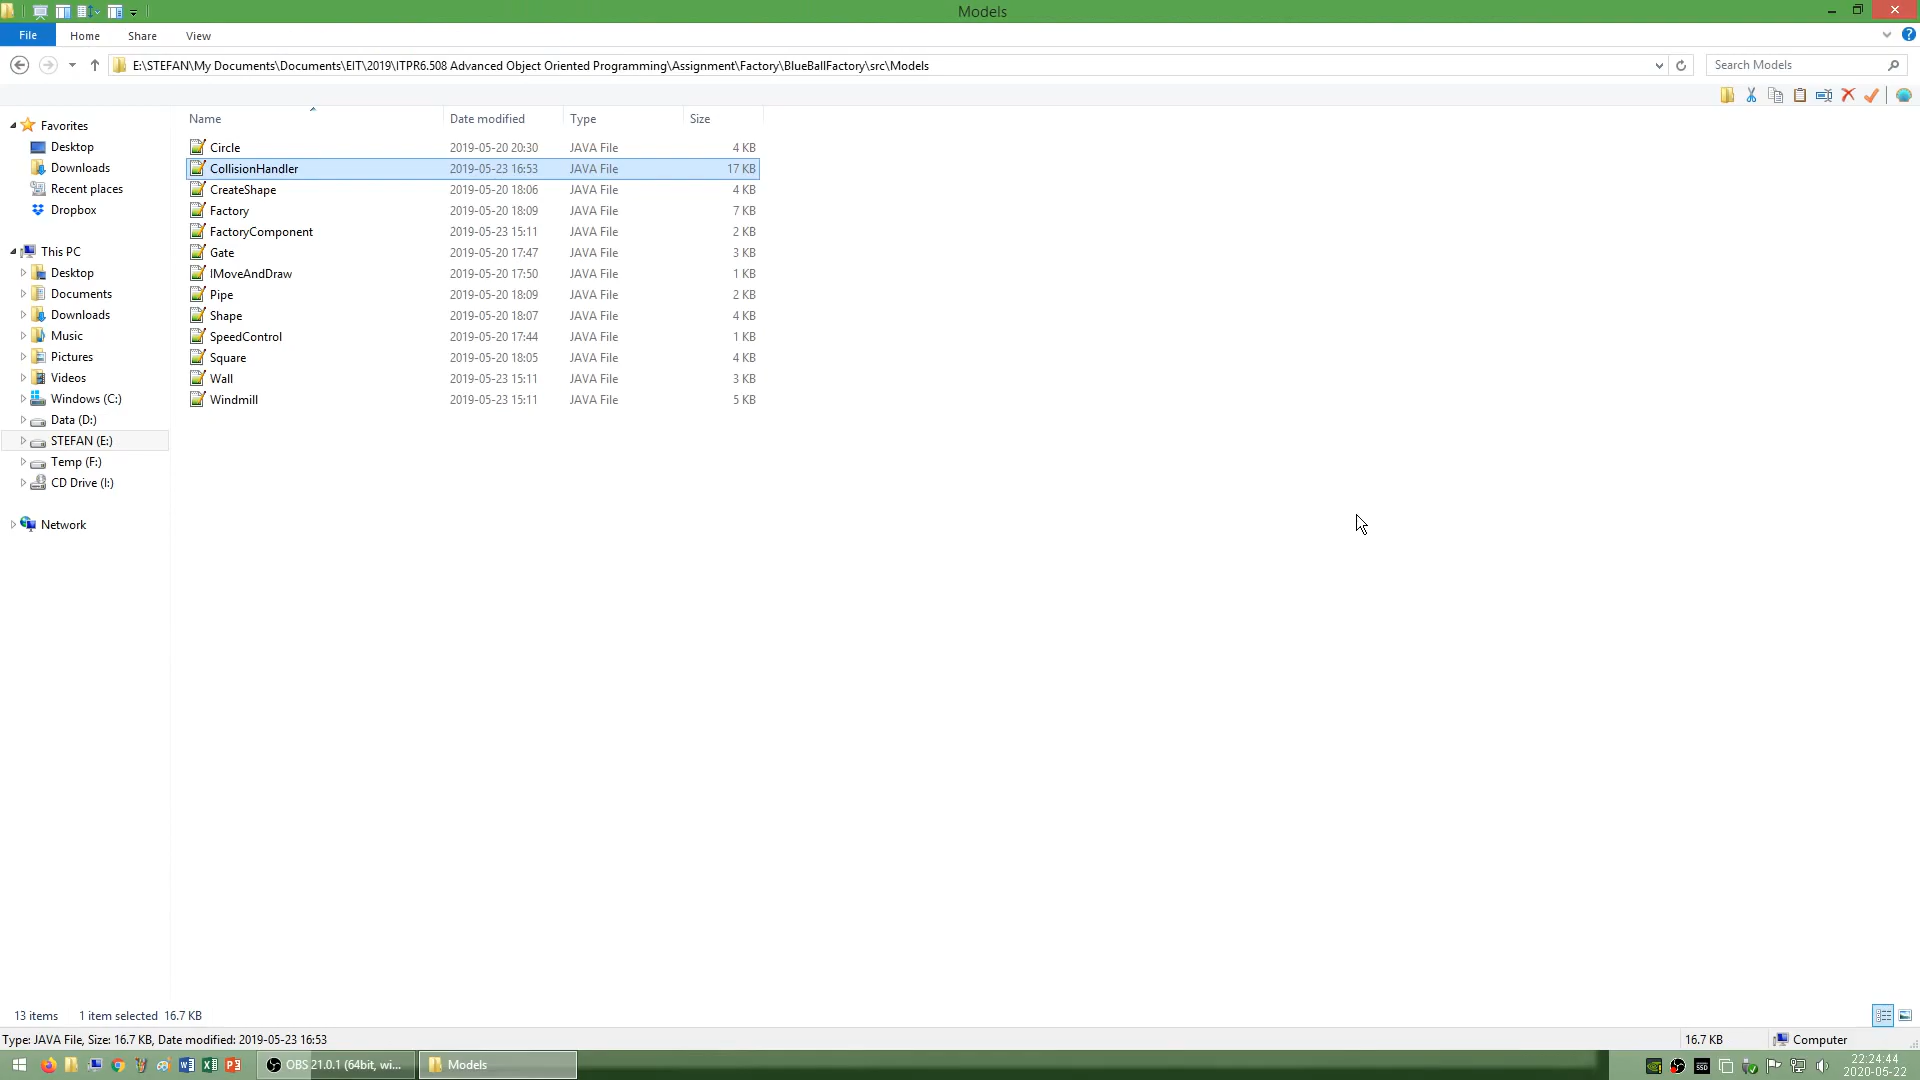 Models
File Home Share View
E:\STEFAN\My Documents\Documents\EIT\2019\ITPR6.508 Advanced Object Oriented Programming\Assignment\Factory\BlueBallFactory\src\Models
Search Models
Name Date modified Type Size
Favorites
Desktop
Downloads
Recent places
Dropbox
This PC
Desktop
Documents
Downloads
Music
Pictures
Videos
Windows (C:)
Data (D:)
STEFAN (E:)
Temp (F:)
CD Drive (I:)
Network
Circle 2019-05-20 20:30 JAVA File 4 KB
CollisionHandler 2019-05-23 16:53 JAVA File 17 KB
CreateShape 2019-05-20 18:06 JAVA File 4 KB
Factory 2019-05-20 18:09 JAVA File 7 KB
FactoryComponent 2019-05-23 15:11 JAVA File 2 KB
Gate 2019-05-20 17:47 JAVA File 3 KB
IMoveAndDraw 2019-05-20 17:50 JAVA File 1 KB
Pipe 2019-05-20 18:09 JAVA File 2 KB
Shape 2019-05-20 18:07 JAVA File 4 KB
SpeedControl 2019-05-20 17:44 JAVA File 1 KB
Square 2019-05-20 18:05 JAVA File 4 KB
Wall 2019-05-23 15:11 JAVA File 3 KB
Windmill 2019-05-23 15:11 JAVA File 5 KB
13 items 1 item selected 16.7 KB
Type: JAVA File, Size: 16.7 KB, Date modified: 2019-05-23 16:53
16.7 KB Computer
OBS 21.0.1 (64bit, wi...
Models
SSD
22:24:44
2020-05-22